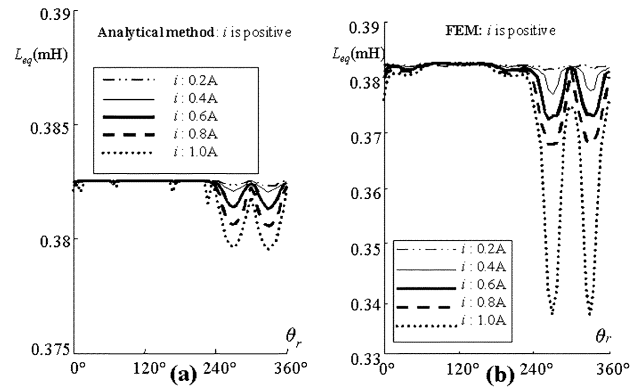 0.39
Analytical method: i is positive
Leq(mH)
i : 0.2A
i : 0.4A
i : 0.6A
i : 0.8A
i : 1.0A
0.385
0.38
0.375
θr
0° 120° 240° 360°
(a)
0.39
FEM: i is positive
Leq(mH)
0.38
0.37
0.36
0.35
0.34
0.33
i : 0.2A
i : 0.4A
i : 0.6A
i : 0.8A
i : 1.0A
θr
0° 120° 240° 360°
(b)